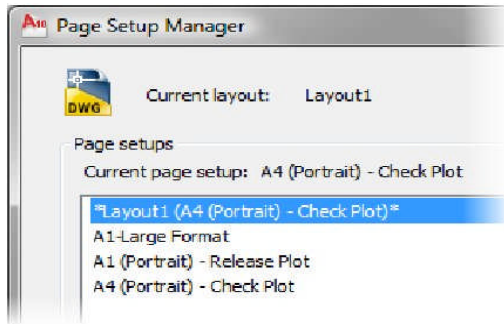 A10 Page Setup Manager
DWG
Current layout: Layout1
Page setups
Current page setup: A4 (Portrait) - Check Plot
*Layout1 (A4 (Portrait) - Check Plot)*
A1-Large Format
A1 (Portrait) - Release Plot
A4 (Portrait) - Check Plot